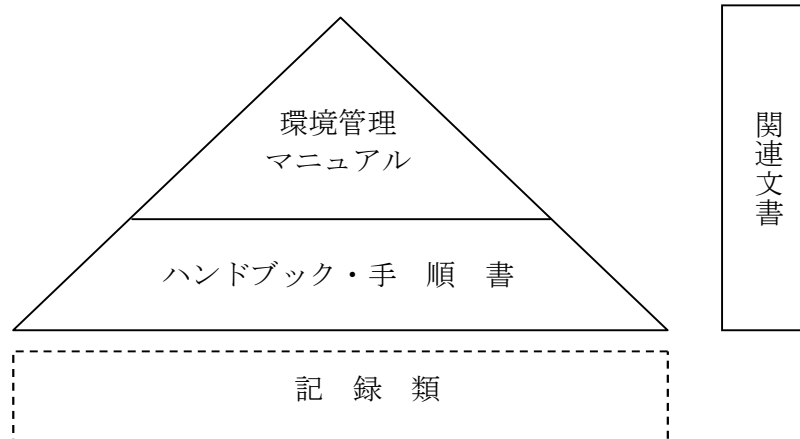 環境管理
マニュアル
ハンドブック・手　順　書
記　録　類
関連文書